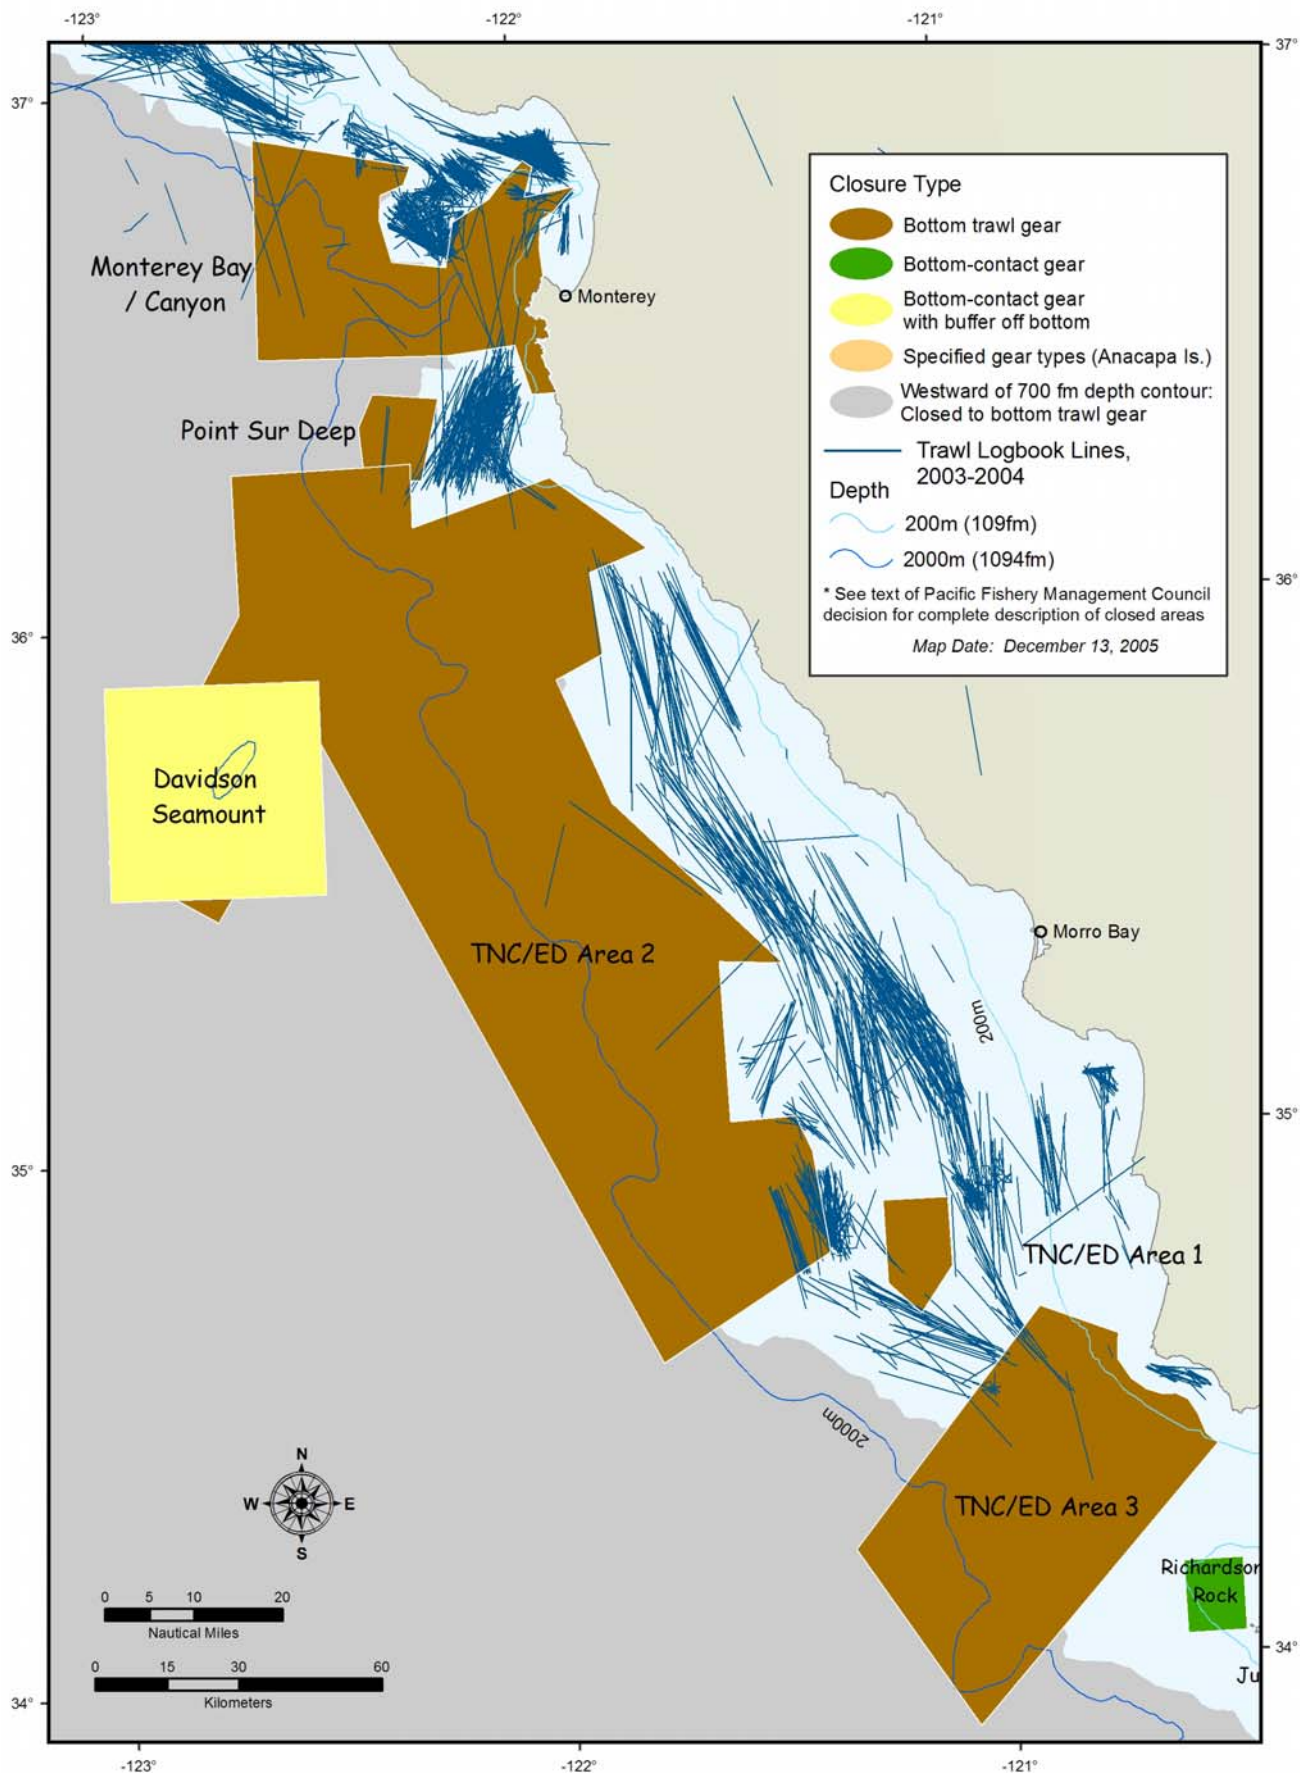 -123°
-122°
-121°
37°
37°
36°
36°
35°
35°
34°
34°
-123°
-122°
-121°
Closure Type
Bottom trawl gear
Bottom-contact gear
Bottom-contact gear
with buffer off bottom
Specified gear types (Anacapa Is.)
Westward of 700 fm depth contour:
Closed to bottom trawl gear
Trawl Logbook Lines,
2003-2004
Depth
200m (109fm)
2000m (1094fm)
* See text of Pacific Fishery Management Council
decision for complete description of closed areas
Map Date: December 13, 2005
Monterey Bay
/ Canyon
Monterey
Point Sur Deep
Davidson
Seamount
TNC/ED Area 2
Morro Bay
200m
TNC/ED Area 1
2000m
TNC/ED Area 3
Richardson
Rock
Ju
N
W
E
S
0 5 10 20
Nautical Miles
0 15 30 60
Kilometers